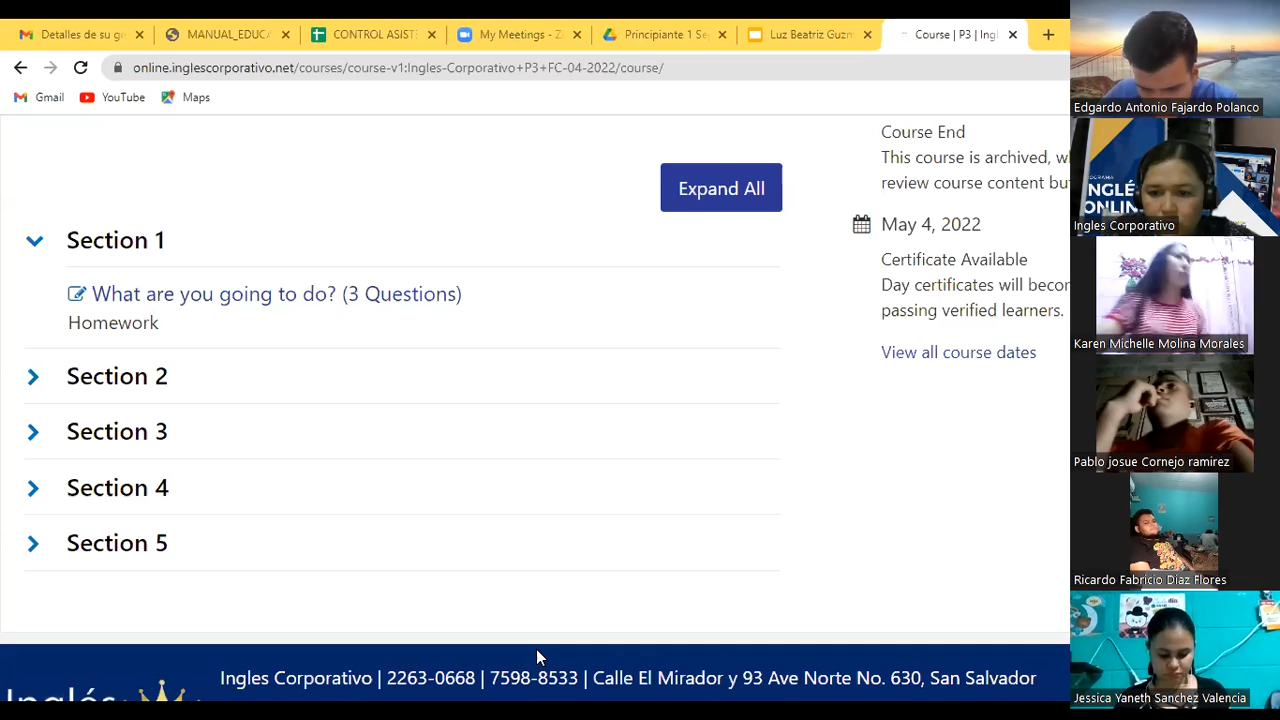 Detalles de su gr
MANUAL_EDUCA
CONTROL ASIST
My Meetings - Z
Principiante 1 Se
Luz Beatriz Guzm
Course | P3 | Ingl
online.inglescorporativo.net/courses/course-v1:Ingles-Corporativo+P3+FC-04-2022/course/
Gmail
YouTube
Maps
Expand All
Section 1
What are you going to do? (3 Questions)
Homework
Section 2
Section 3
Section 4
Section 5
Course End
This course is archived, w
review course content but
May 4, 2022
Certificate Available
Day certificates will becor
passing verified learners.
View all course dates
Inglés
Ingles Corporativo | 2263-0668 | 7598-8533 | Calle El Mirador y 93 Ave Norte No. 630, San Salvador
Edgardo Antonio Fajardo Polanco
INGLÉ
ONLIN
Ingles Corporativo
Karen Michelle Molina Morales
Pablo josue Cornejo ramirez
Ricardo Fabricio Diaz Flores
Jessica Yaneth Sanchez Valencia